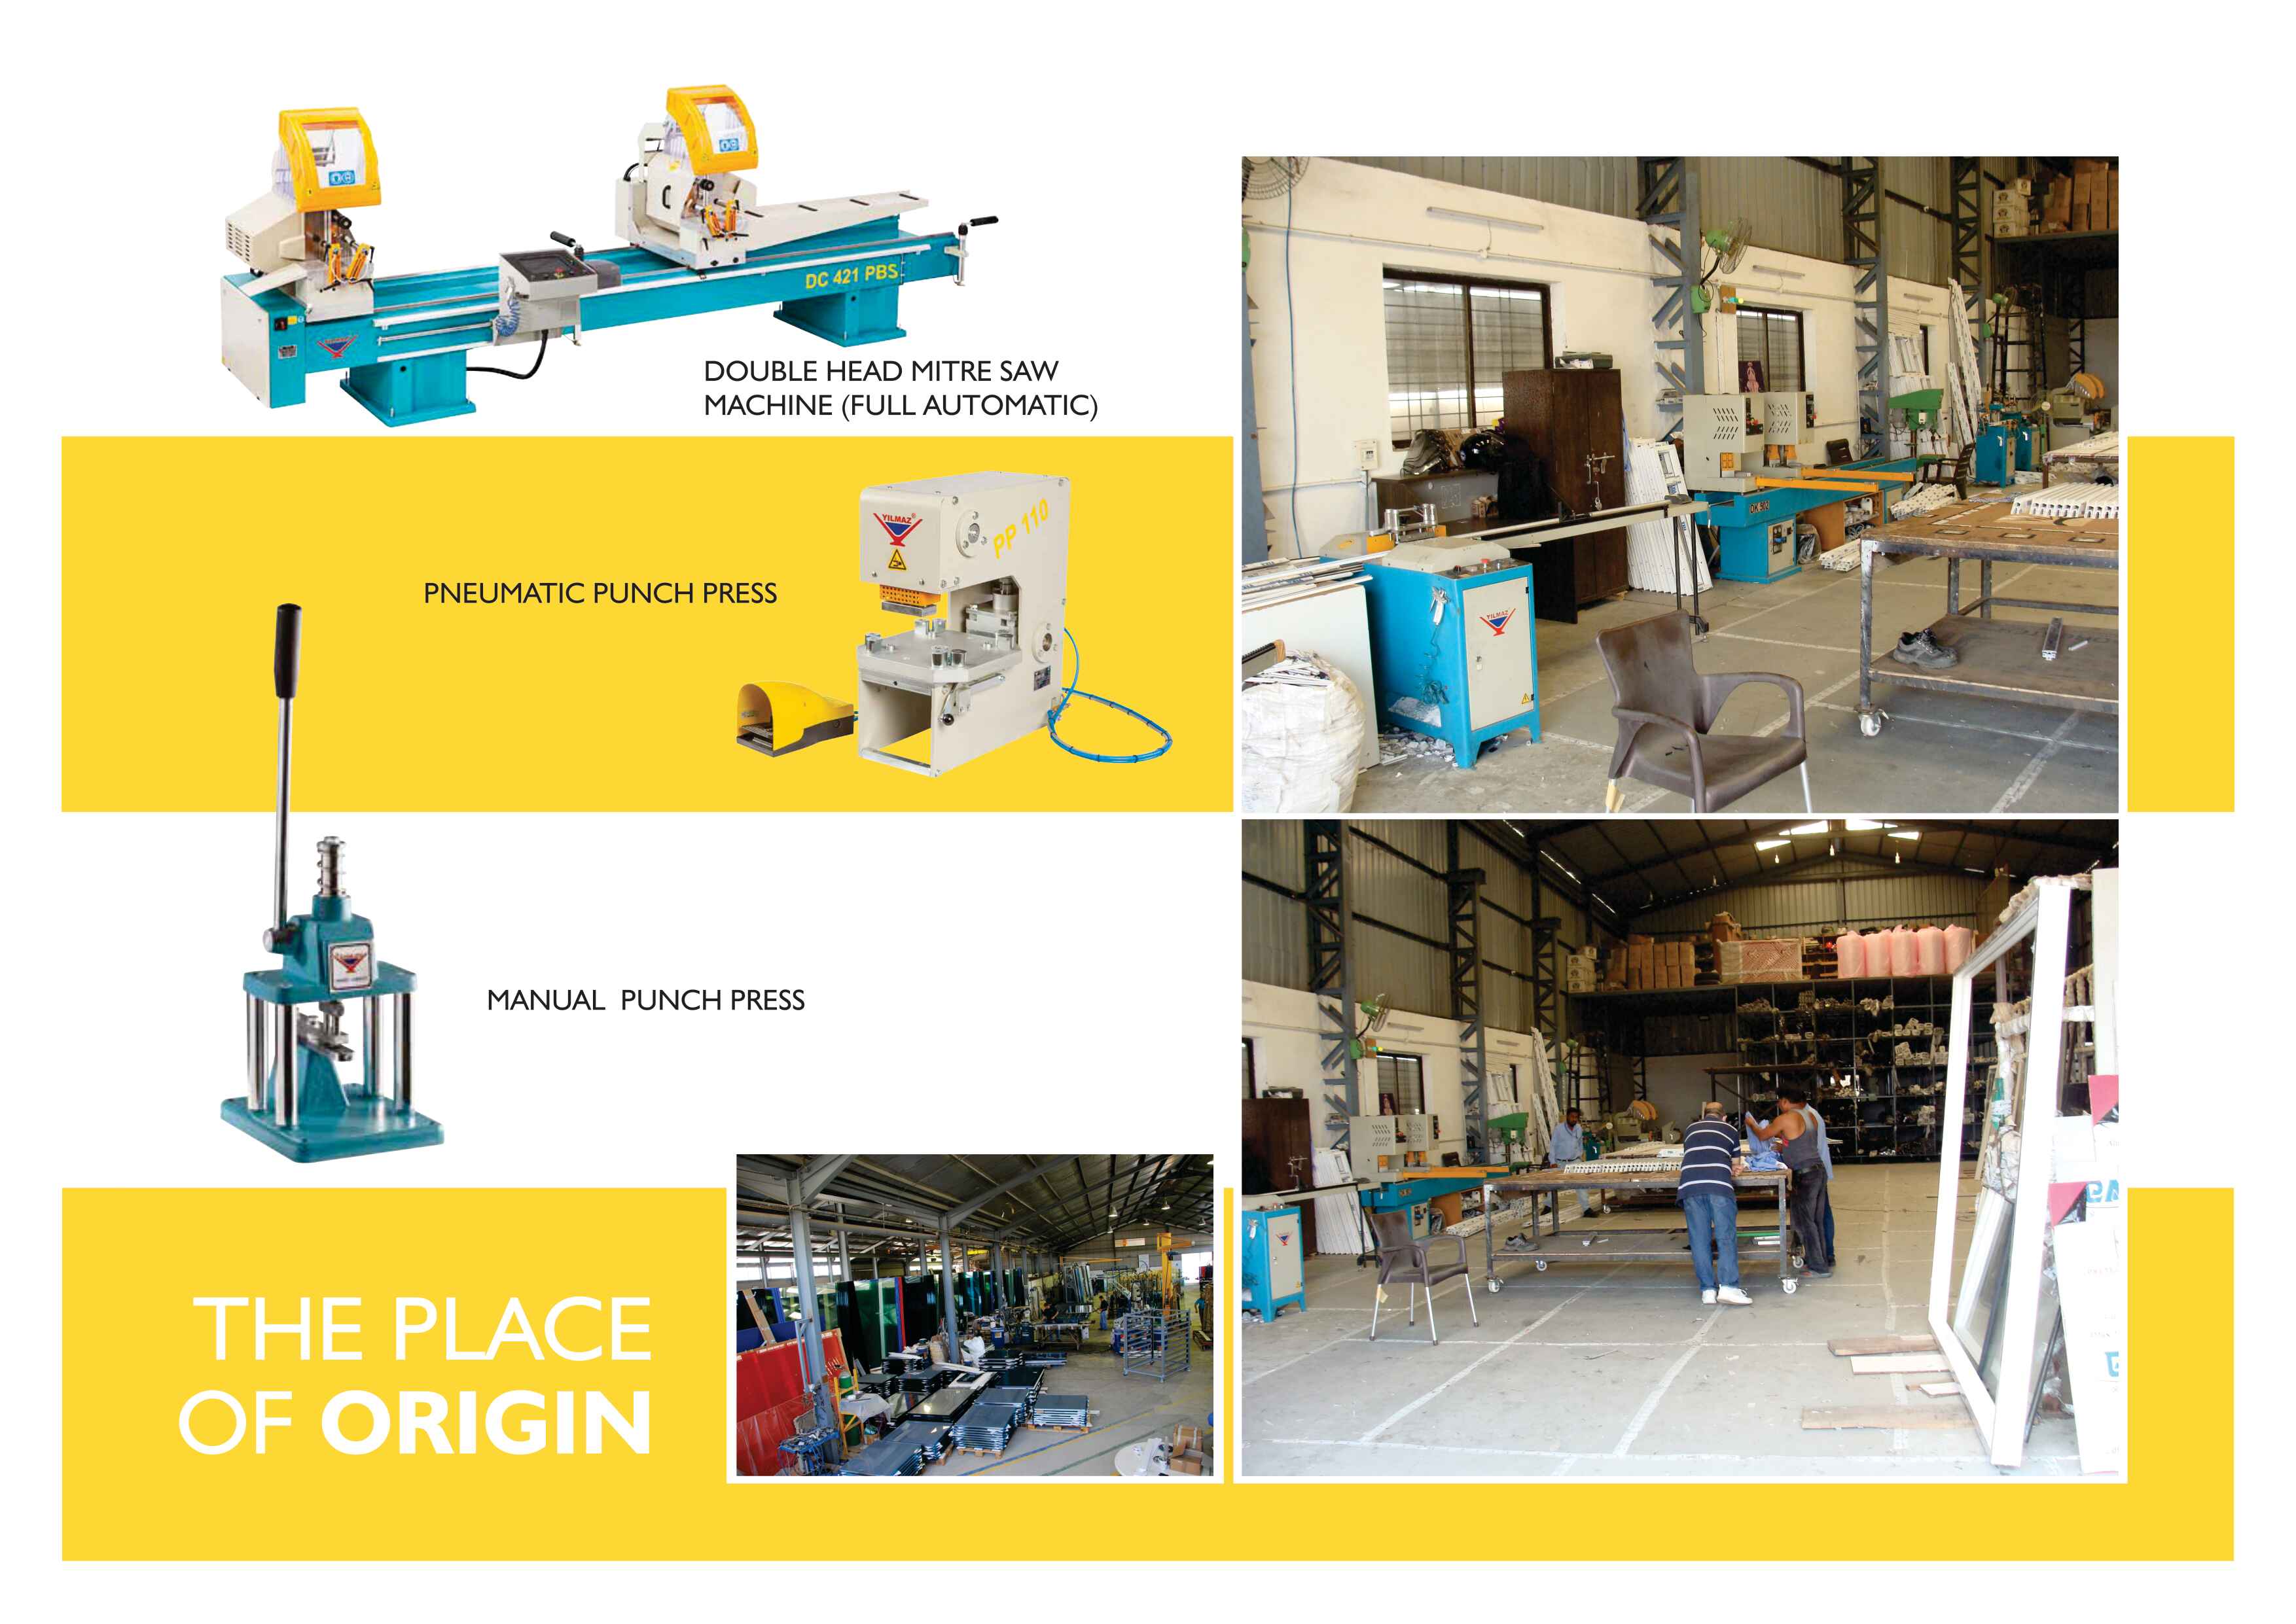 DC 421 PBS
DOUBLE HEAD MITRE SAW
MACHINE (FULL AUTOMATIC)
YILMAZ®
PP 110
PNEUMATIC PUNCH PRESS
YILMAZ
MANUAL  PUNCH PRESS
THE PLACE
OF ORIGIN